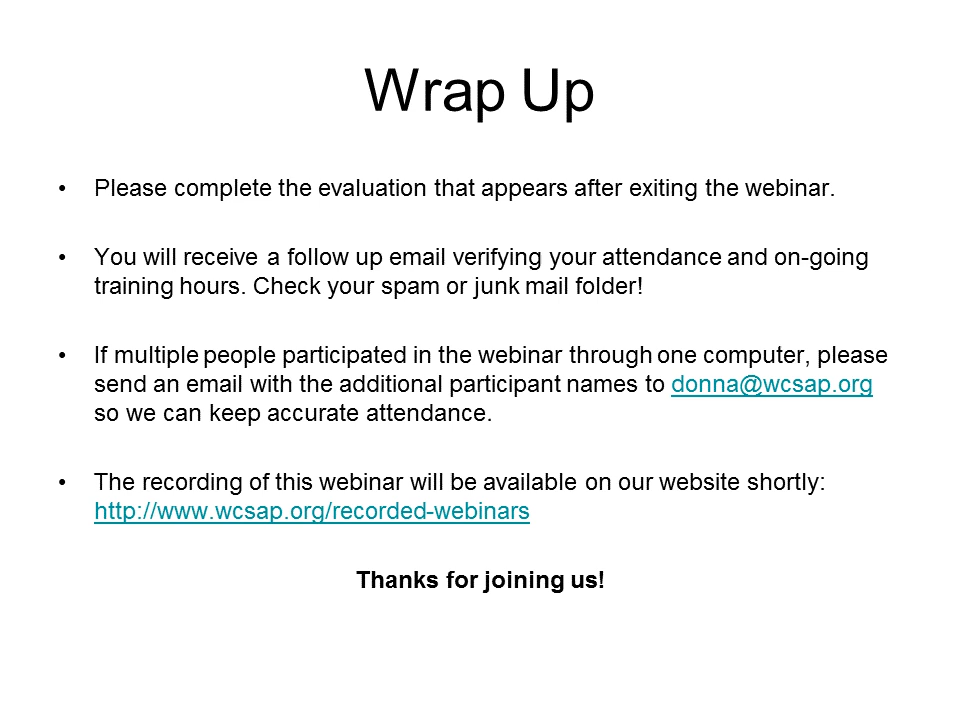 Wrap Up
• Please complete the evaluation that appears after exiting the webinar.
• You will receive a follow up email verifying your attendance and on-going
training hours. Check your spam or junk mail folder!
• If multiple people participated in the webinar through one computer, please
send an email with the additional participant names to donna@wcsap.org
so we can keep accurate attendance.
• The recording of this webinar will be available on our website shortly:
http://www.wcsap.org/recorded-webinars
Thanks for joining us!